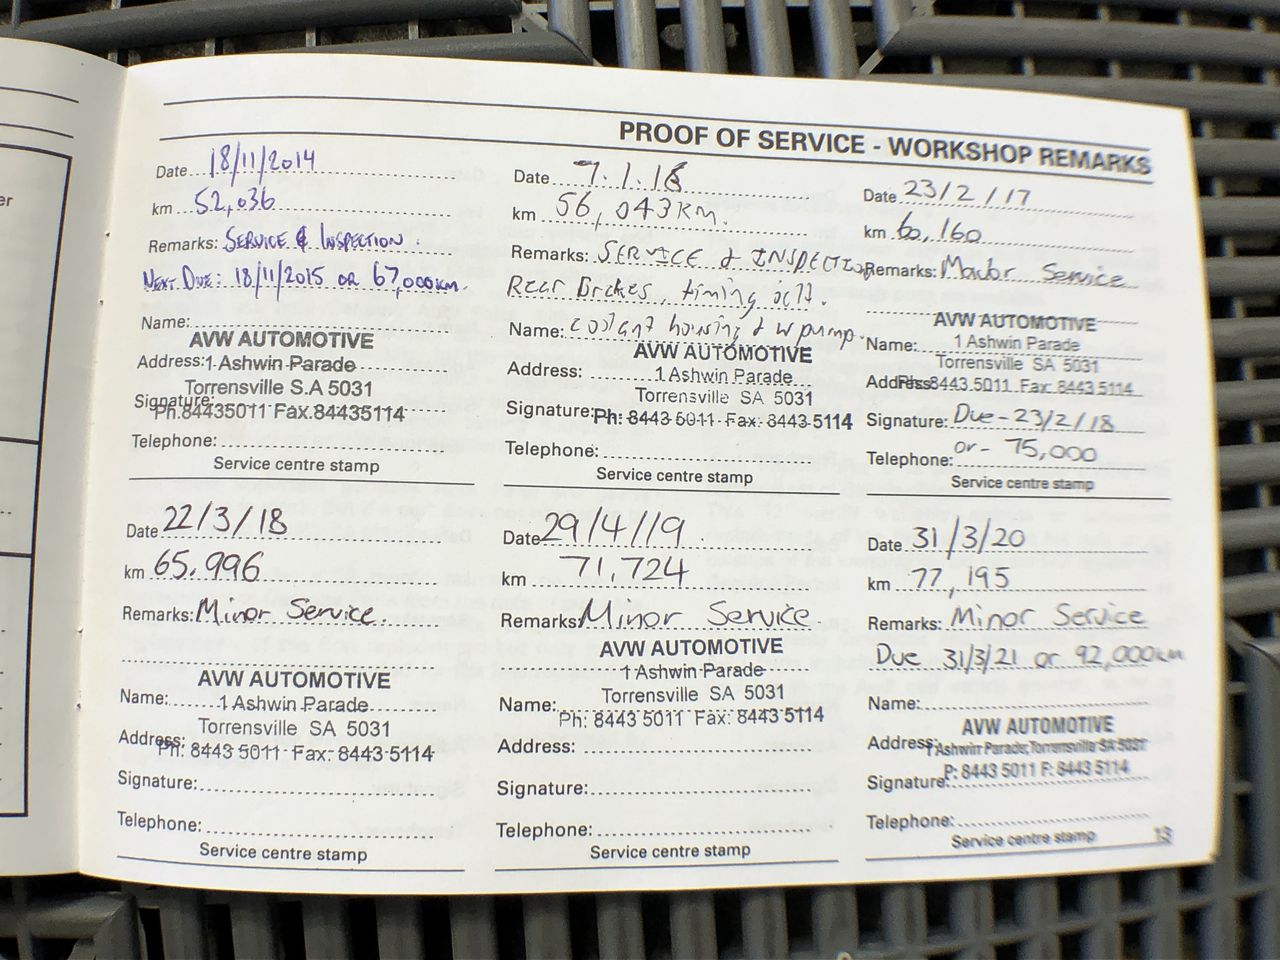 er
PROOF OF SERVICE - WORKSHOP REMARKS
Date 18/11/2014
km 52,036
Remarks: SERVICE & INSPECTION.
NEXT DUE: 18/11/2015 OR 67,000km.
Name:
AVW AUTOMOTIVE
Address: 1 Ashwin Parade
Torrensville S.A 5031
Signature:
Ph:84435011 Fax:84435114
Telephone:
Service centre stamp
Date 7.1.16
km 56,043KM.
Remarks: SERVICE & INSPECTION
Rear Brakes, timing belt.
Name: coolant housing & w pump.
AVW AUTOMOTIVE
Address: 1 Ashwin Parade
Torrensville SA 5031
Signature: Ph: 8443 5011 Fax: 8443 5114
Telephone:
Service centre stamp
Date 23/2/17
km 60,160
Remarks: Major Service
AVW AUTOMOTIVE
Name: 1 Ashwin Parade
Torrensville SA 5031
Address: Ph: 8443 5011 Fax: 8443 5114
Signature: Due - 23/2/18
or - 75,000
Telephone:
Service centre stamp
Date 22/3/18
km 65,996
Remarks: Minor Service.
AVW AUTOMOTIVE
Name: 1 Ashwin Parade
Torrensville SA 5031
Address: Ph: 8443 5011 Fax: 8443 5114
Signature:
Telephone:
Service centre stamp
Date 29/4/19
km 71,724
Remarks: Minor Service.
AVW AUTOMOTIVE
1 Ashwin Parade
Name: Torrensville SA 5031
Ph: 8443 5011 Fax: 8443 5114
Address:
Signature:
Telephone:
Service centre stamp
Date 31/3/20
km 77,195
Remarks: Minor Service
Due 31/3/21 or 92,000km
Name:
AVW AUTOMOTIVE
Address: 1 Ashwin Parade, Torrensville SA 5031
Signature: P: 8443 5011 F: 8443 5114
Telephone:
Service centre stamp
13